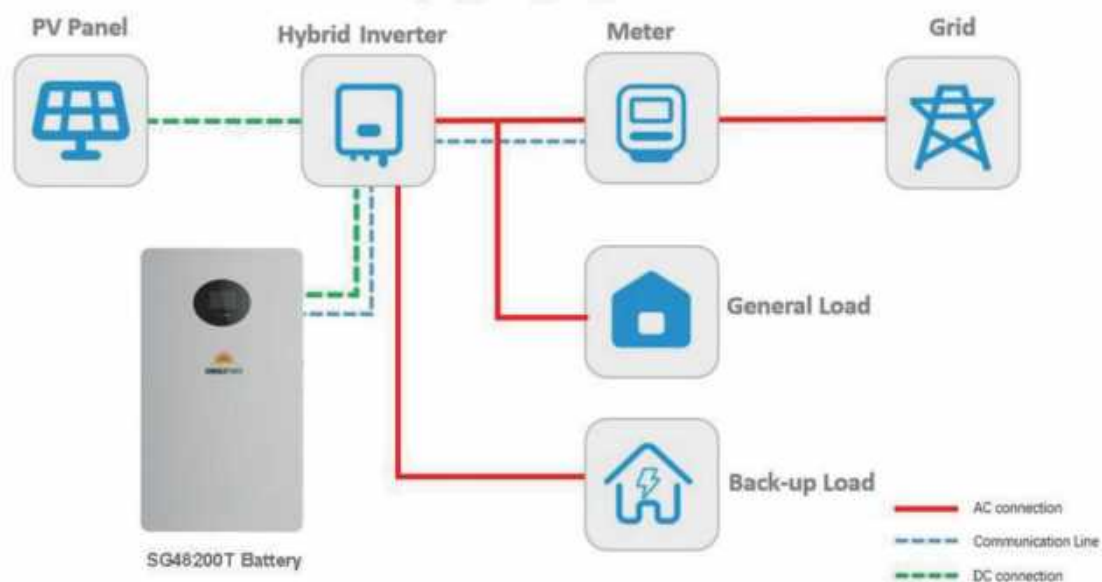 PV Panel
Hybrid Inverter
Meter
Grid
General Load
Back-up Load
SG48200T Battery
AC connection
Communication Line
DC connection